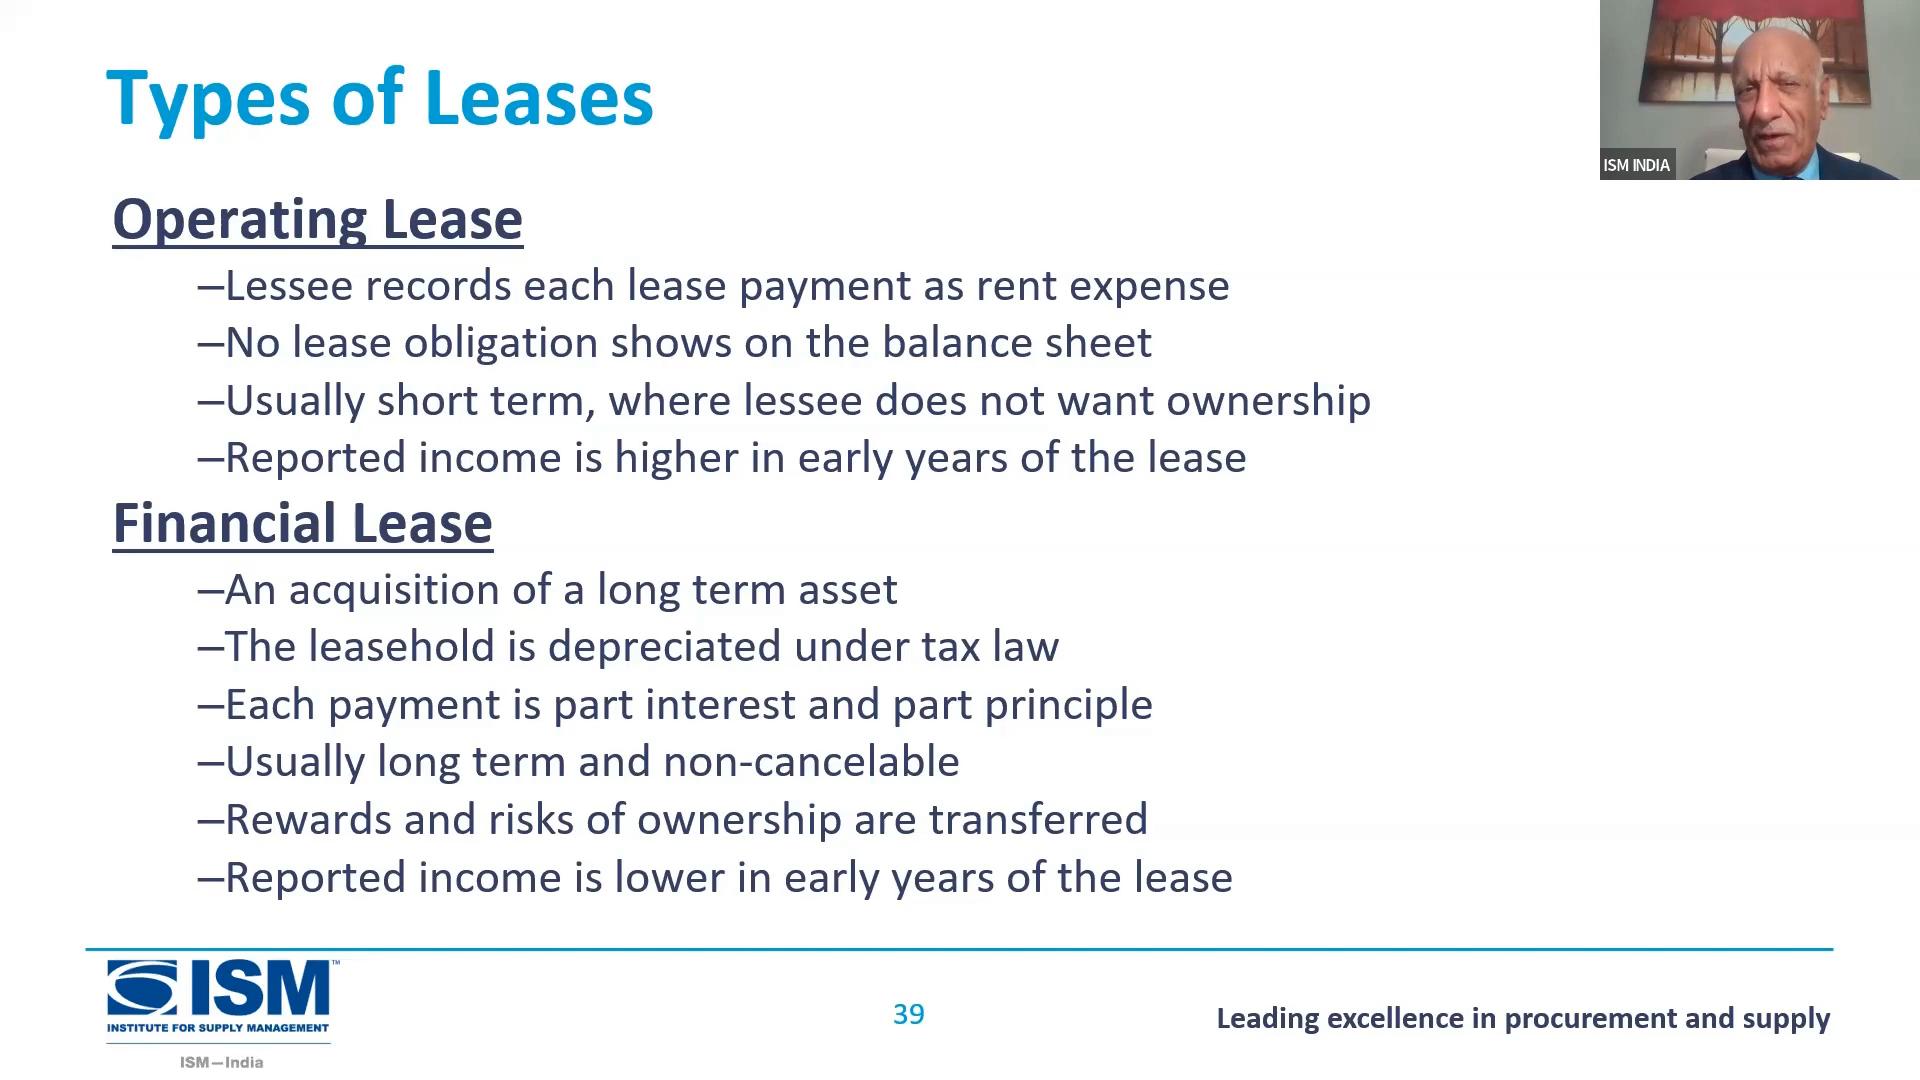 Types of Leases
ISM INDIA
Operating Lease
–Lessee records each lease payment as rent expense
–No lease obligation shows on the balance sheet
–Usually short term, where lessee does not want ownership
–Reported income is higher in early years of the lease
Financial Lease
–An acquisition of a long term asset
–The leasehold is depreciated under tax law
–Each payment is part interest and part principle
–Usually long term and non-cancelable
–Rewards and risks of ownership are transferred
–Reported income is lower in early years of the lease
ISM™
INSTITUTE FOR SUPPLY MANAGEMENT
ISM—India
39
Leading excellence in procurement and supply